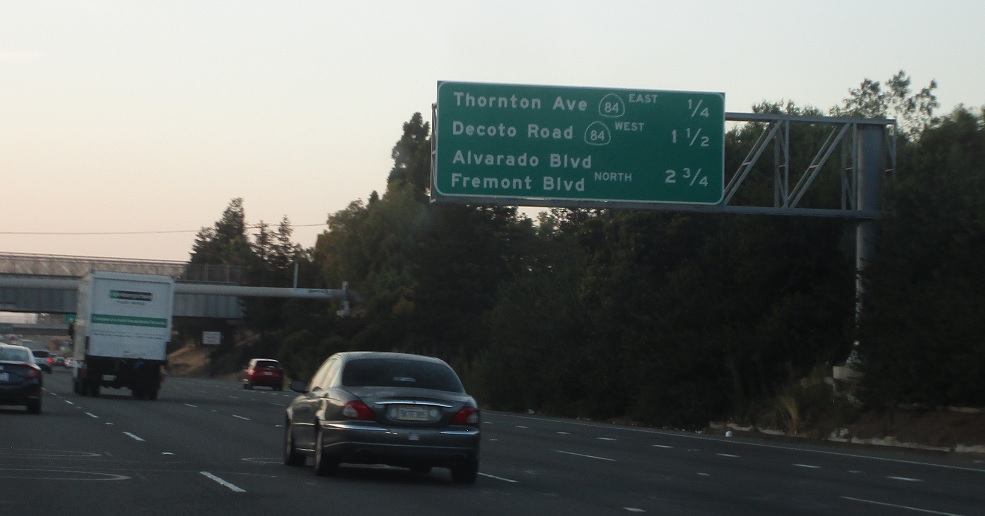 Thornton Ave 84 EAST 1/4
Decoto Road 84 WEST 1 1/2
Alvarado Blvd
Fremont Blvd NORTH 2 3/4